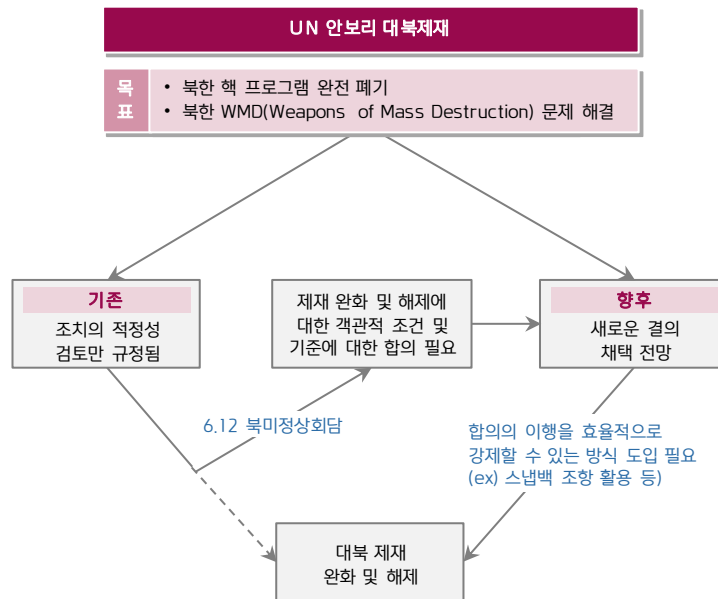 UN 안보리 대북제재
목
표
• 북한 핵 프로그램 완전 폐기
• 북한 WMD(Weapons of Mass Destruction) 문제 해결
기존
조치의 적정성
검토만 규정됨
제재 완화 및 해제에
대한 객관적 조건 및
기준에 대한 합의 필요
향후
새로운 결의
채택 전망
6.12 북미정상회담
합의의 이행을 효율적으로
강제할 수 있는 방식 도입 필요
(ex) 스냅백 조항 활용 등)
대북 제재
완화 및 해제